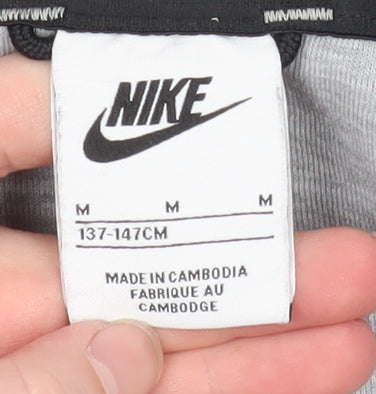 NIKE
M M M
137-147CM
MADE IN CAMBODIA
FABRIQUE AU
CAMBODGE